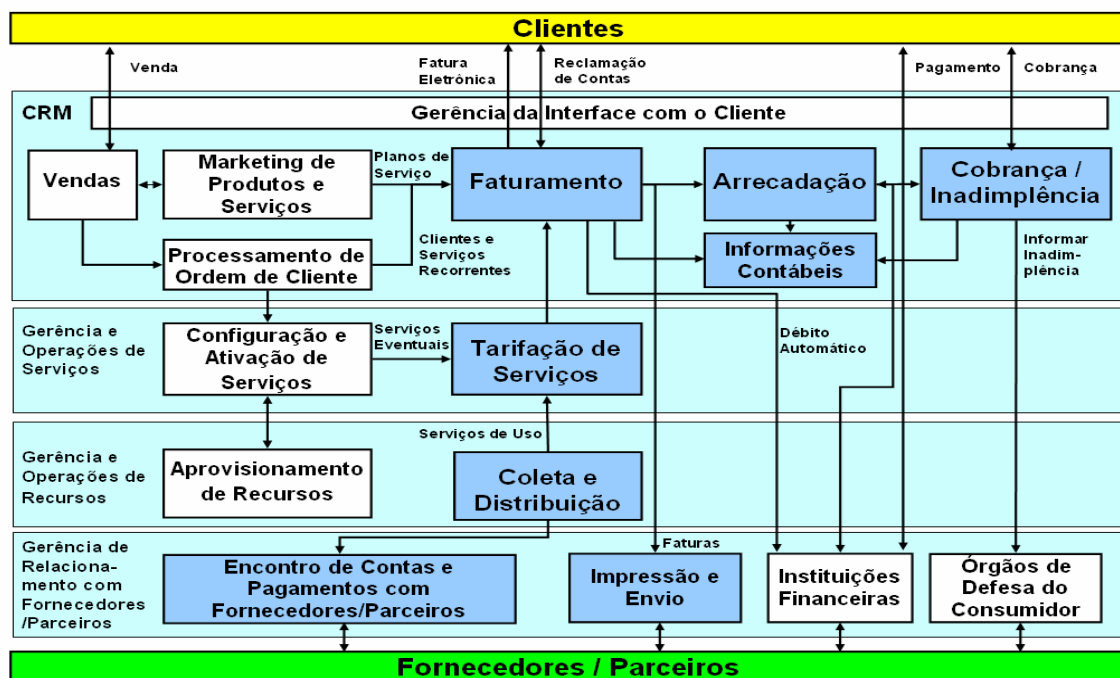 Clientes
Venda
Fatura
Eletrônica
Reclamação
de Contas
Pagamento
Cobrança
CRM
Gerência da Interface com o Cliente
Vendas
Marketing de
Produtos e
Serviços
Planos de
Serviço
Faturamento
Arrecadação
Cobrança /
Inadimplência
Processamento de
Ordem de Cliente
Clientes e
Serviços
Recorrentes
Informações
Contábeis
Informar
Inadim-
plência
Gerência e
Operações de
Serviços
Configuração e
Ativação de
Serviços
Serviços
Eventuais
Tarifação de
Serviços
Débito
Automático
Gerência e
Operações de
Recursos
Aprovisionamento
de Recursos
Serviços de Uso
Coleta e
Distribuição
Gerência de
Relaciona-
mento com
Fornecedores
/Parceiros
Encontro de Contas e
Pagamentos com
Fornecedores/Parceiros
Faturas
Impressão e
Envio
Instituições
Financeiras
Órgãos de
Defesa do
Consumidor
Fornecedores / Parceiros